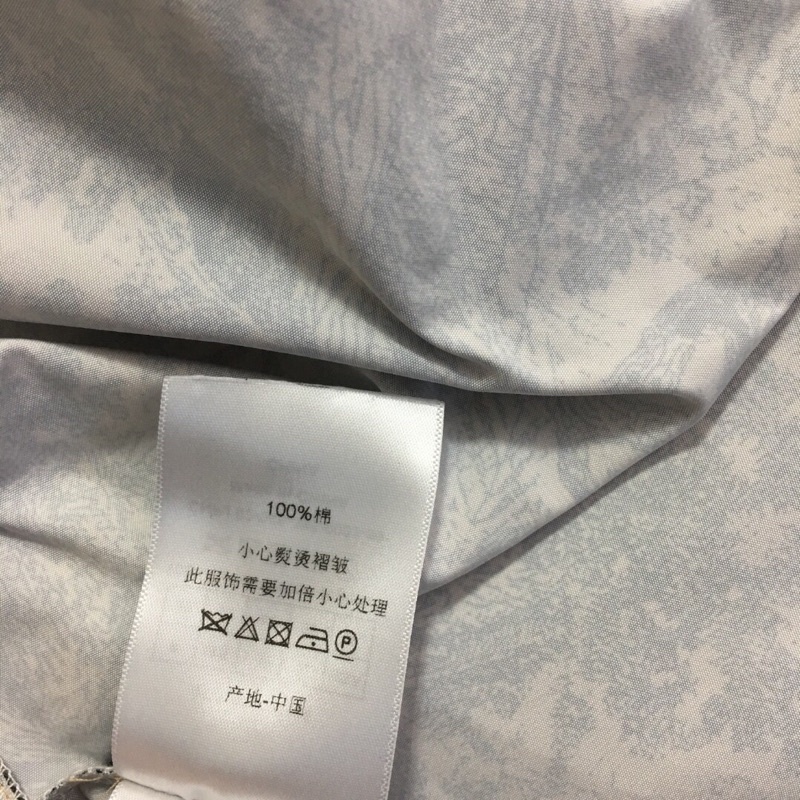 100%棉
小心熨烫褶皱
此服饰需要加倍小心处理
P
产地-中国